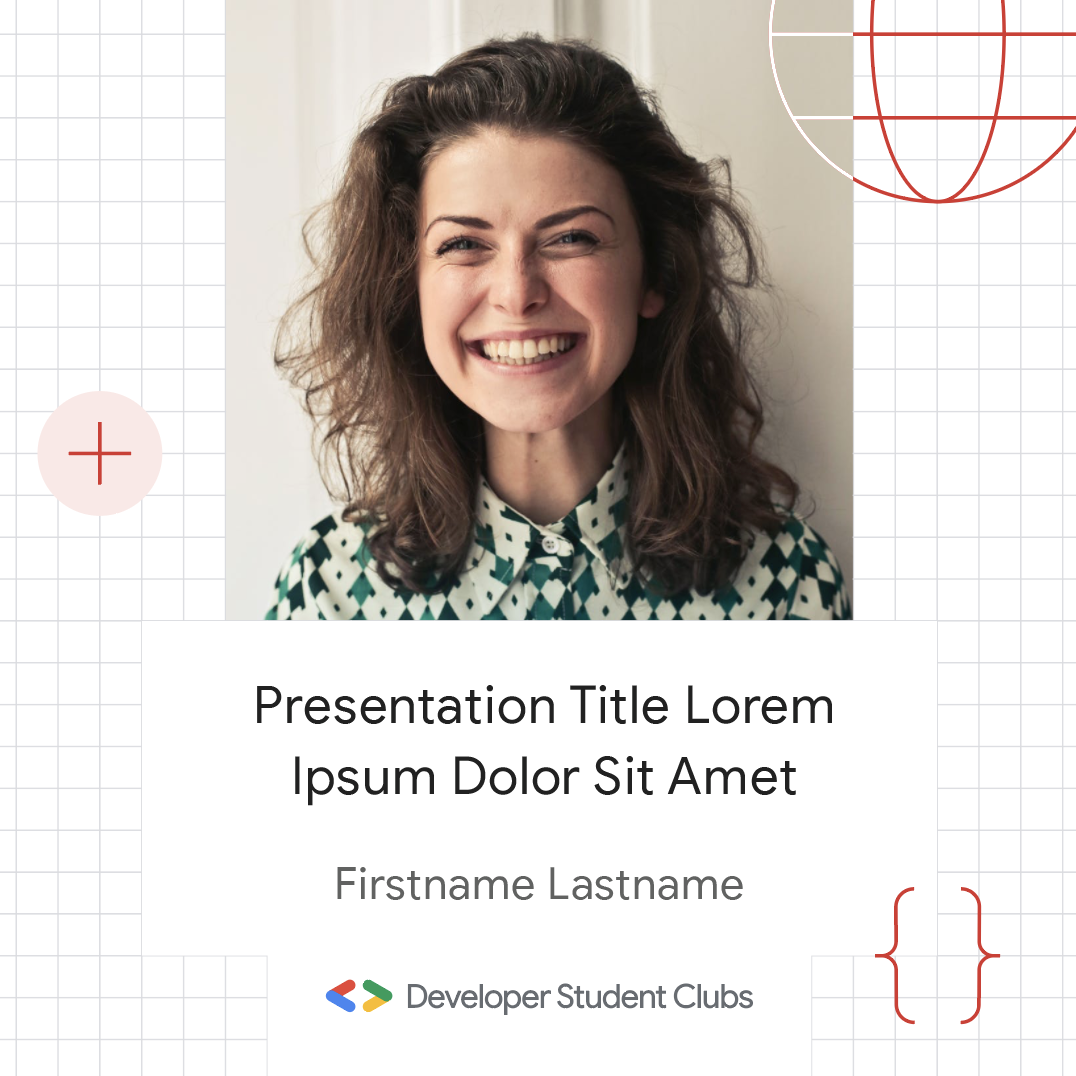 Presentation Title Lorem
Ipsum Dolor Sit Amet
Firstname Lastname
Developer Student Clubs